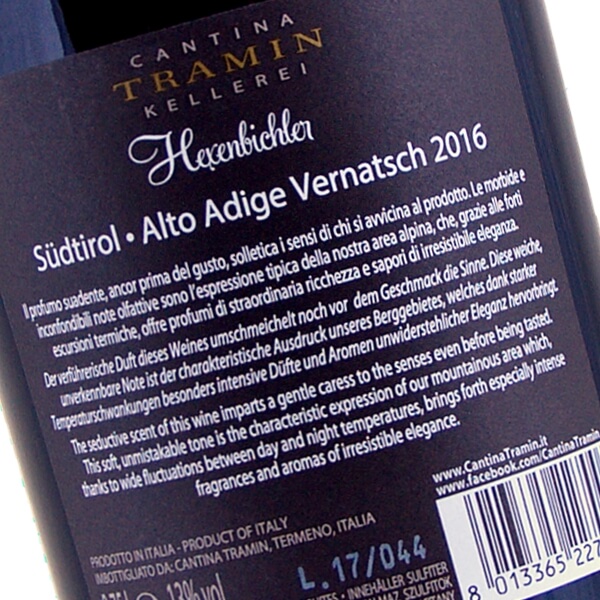 CANTINA
TRAMIN
KELLEREI
Hexenbichler
Südtirol • Alto Adige Vernatsch 2016
Il profumo suadente, ancor prima del gusto, solletica i sensi di chi si avvicina al prodotto. Le morbide e
inconfondibili note olfattive sono l'espressione tipica della nostra area alpina, che, grazie alle forti
escursioni termiche, offre profumi di straordinaria ricchezza e sapori di irresistibile eleganza.
Der verführerische Duft dieses Weines umschmeichelt noch vor dem Geschmack die Sinne. Diese weiche,
unverkennbare Note ist der charakteristische Ausdruck unseres Berggebietes, welches dank starker
Temperaturschwankungen besonders intensive Düfte und Aromen unwiderstehlicher Eleganz hervorbringt.
The seductive scent of this wine imparts a gentle caress to the senses even before being tasted.
This soft, unmistakable tone is the characteristic expression of our mountainous area which,
thanks to wide fluctuations between day and night temperatures, brings forth especially intense
fragrances and aromas of irresistible elegance.
www.CantinaTramin.it
www.facebook.com/CantinaTramin
PRODOTTO IN ITALIA - PRODUCT OF ITALY
IMBOTTIGLIATO DA: CANTINA TRAMIN, TERMENO, ITALIA
L.17/044
13% vol
INNEHÅLLER SULFITER
SZULFITOK
8 013365 227